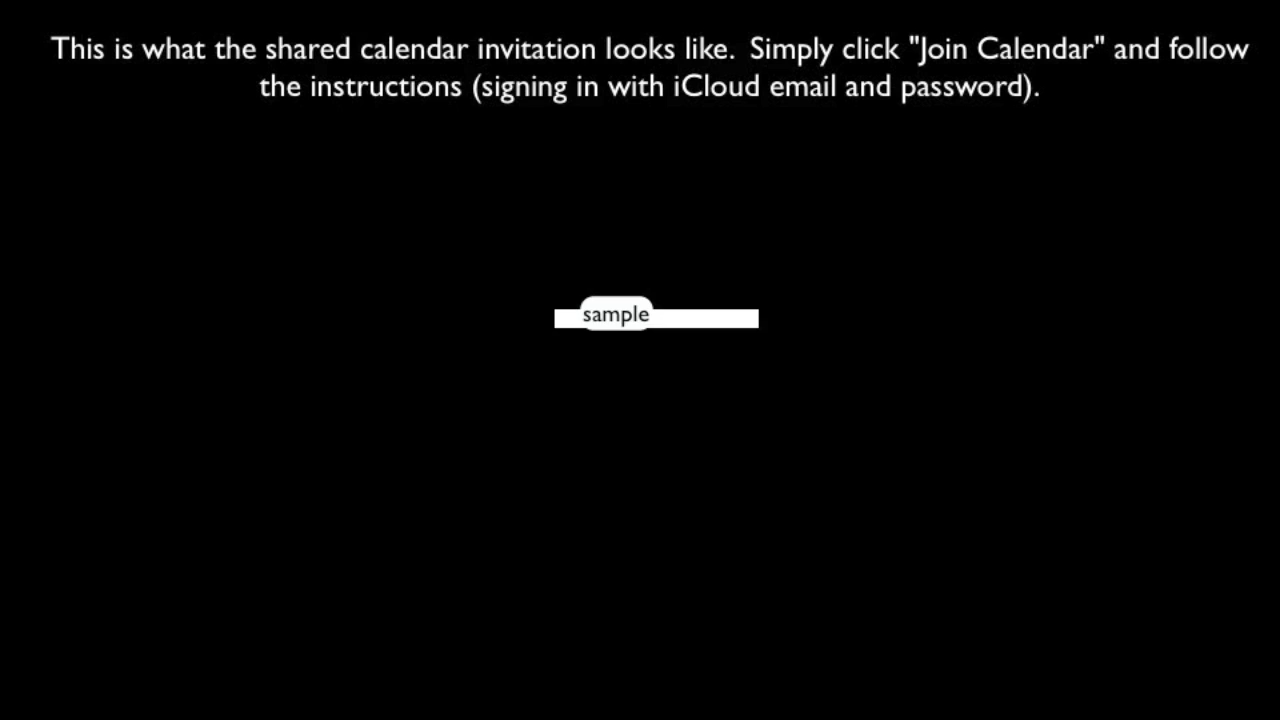 This is what the shared calendar invitation looks like.  Simply click "Join Calendar" and follow
the instructions (signing in with iCloud email and password).
sample